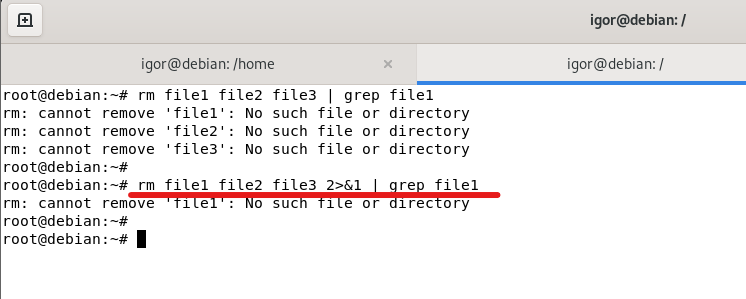 igor@debian: /
igor@debian: /home
igor@debian: /
root@debian:~# rm file1 file2 file3 | grep file1
rm: cannot remove 'file1': No such file or directory
rm: cannot remove 'file2': No such file or directory
rm: cannot remove 'file3': No such file or directory
root@debian:~#
root@debian:~# rm file1 file2 file3 2>&1 | grep file1
rm: cannot remove 'file1': No such file or directory
root@debian:~#
root@debian:~#